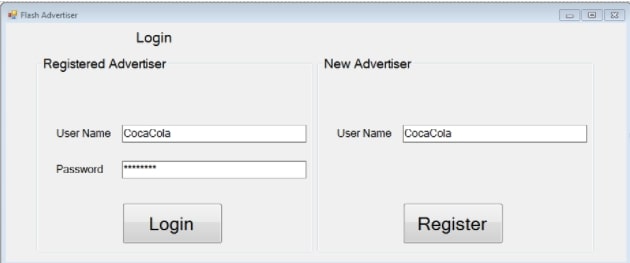 Flash Advertiser
Login
Registered Advertiser
User Name CocaCola
Password ********
Login
New Advertiser
User Name CocaCola
Register